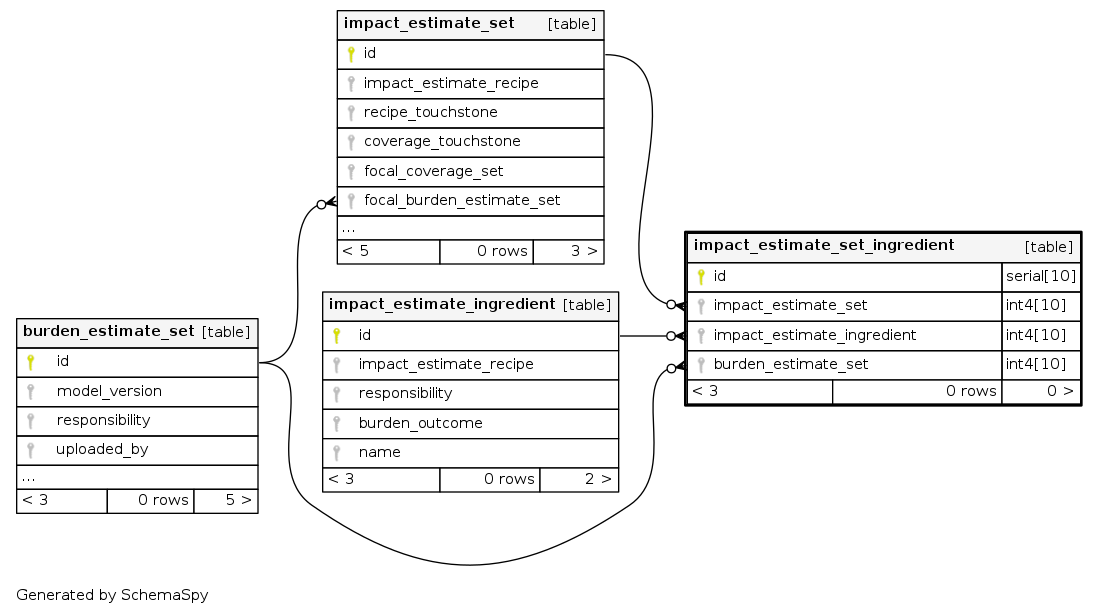 impact_estimate_set [table]
id
impact_estimate_recipe
recipe_touchstone
coverage_touchstone
focal_coverage_set
focal_burden_estimate_set
...
< 5 0 rows 3 >
impact_estimate_set_ingredient [table]
id serial[10]
impact_estimate_set int4[10]
impact_estimate_ingredient int4[10]
burden_estimate_set int4[10]
< 3 0 rows 0 >
impact_estimate_ingredient [table]
id
impact_estimate_recipe
responsibility
burden_outcome
name
< 3 0 rows 2 >
burden_estimate_set [table]
id
model_version
responsibility
uploaded_by
...
< 3 0 rows 5 >
Generated by SchemaSpy